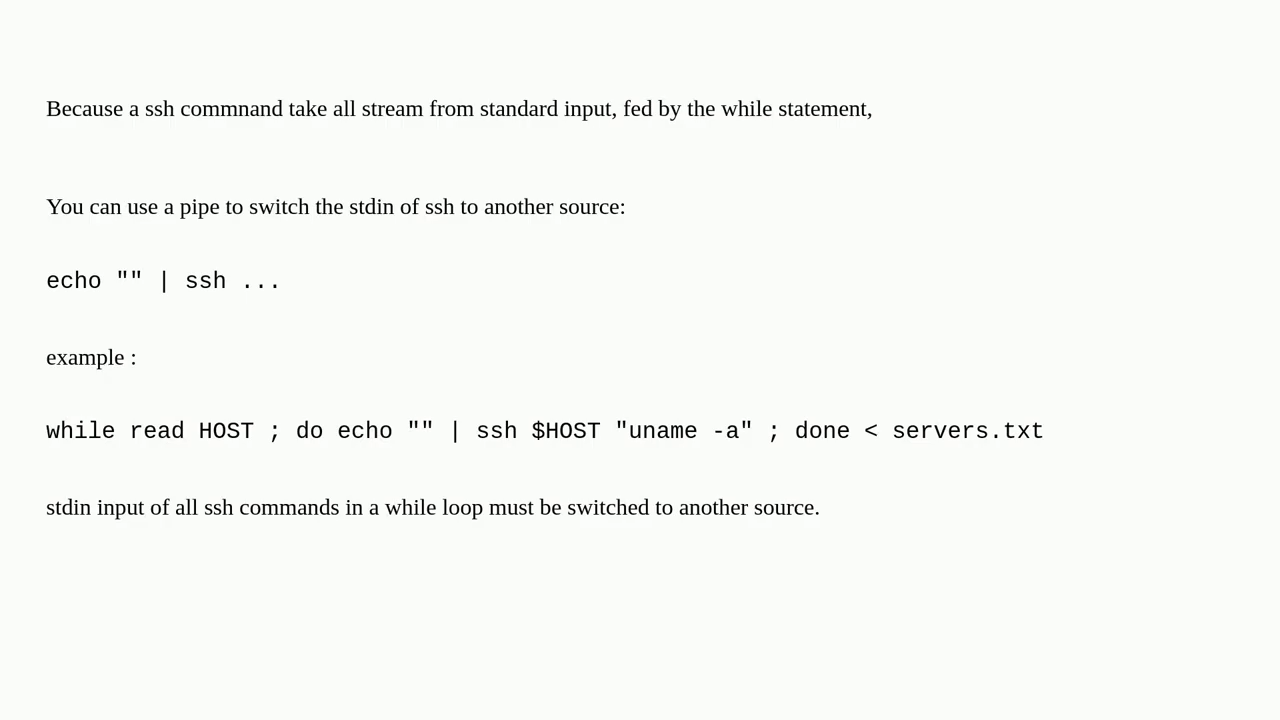 Because a ssh commnand take all stream from standard input, fed by the while statement,
You can use a pipe to switch the stdin of ssh to another source:
echo "" | ssh ...
example :
while read HOST ; do echo "" | ssh $HOST "uname -a" ; done < servers.txt
stdin input of all ssh commands in a while loop must be switched to another source.